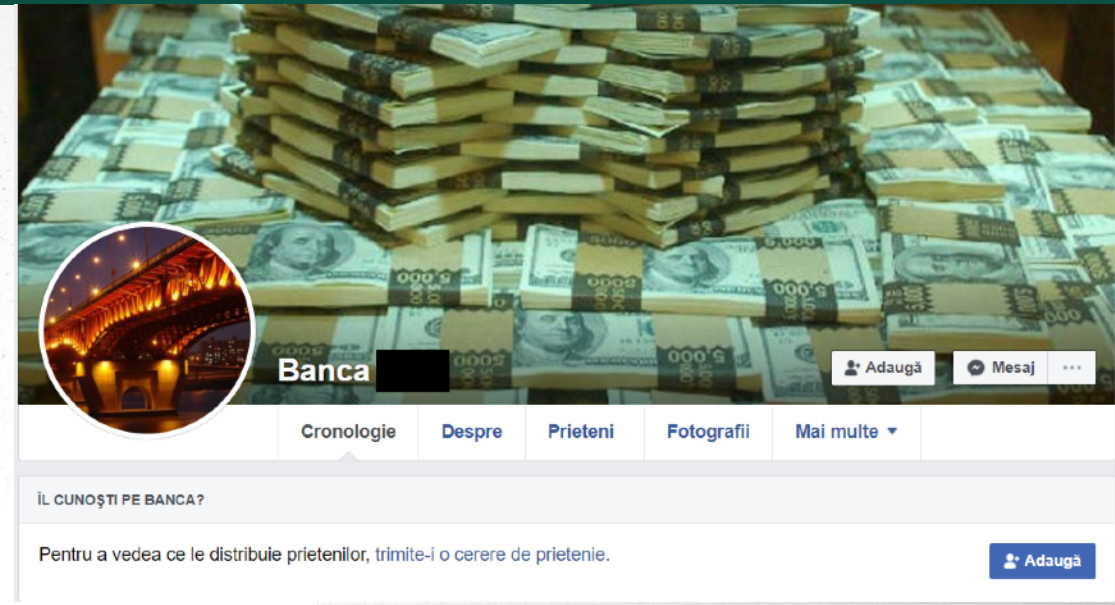 Banca
Adaugă
Mesaj
Cronologie
Despre
Prieteni
Fotografii
Mai multe
ÎL CUNOŞTI PE BANCA?
Pentru a vedea ce le distribuie prietenilor, trimite-i o cerere de prietenie.
Adaugă